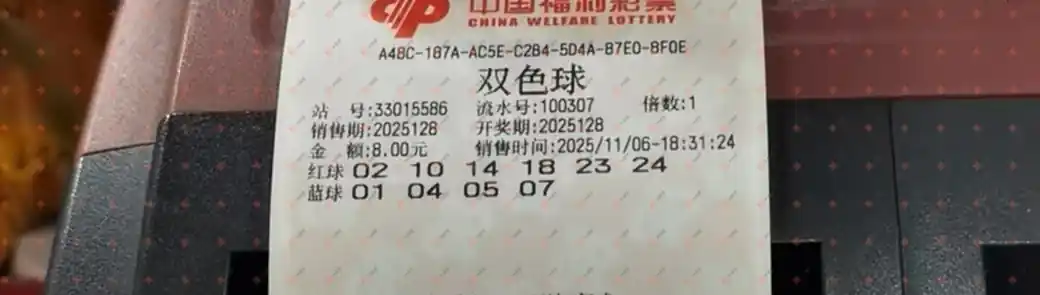 中国福利彩票
CHINA WELFARE LOTTERY
A48C-187A-AC5E-C2B4-5D4A-87E0-8F0E
双色球
站 号:33015586 流水号:100307 倍数:1
销售期:2025128 开奖期:2025128
金 额:8.00元 销售时间:2025/11/06-18:31:24
红球 02 10 14 18 23 24
蓝球 01 04 05 07